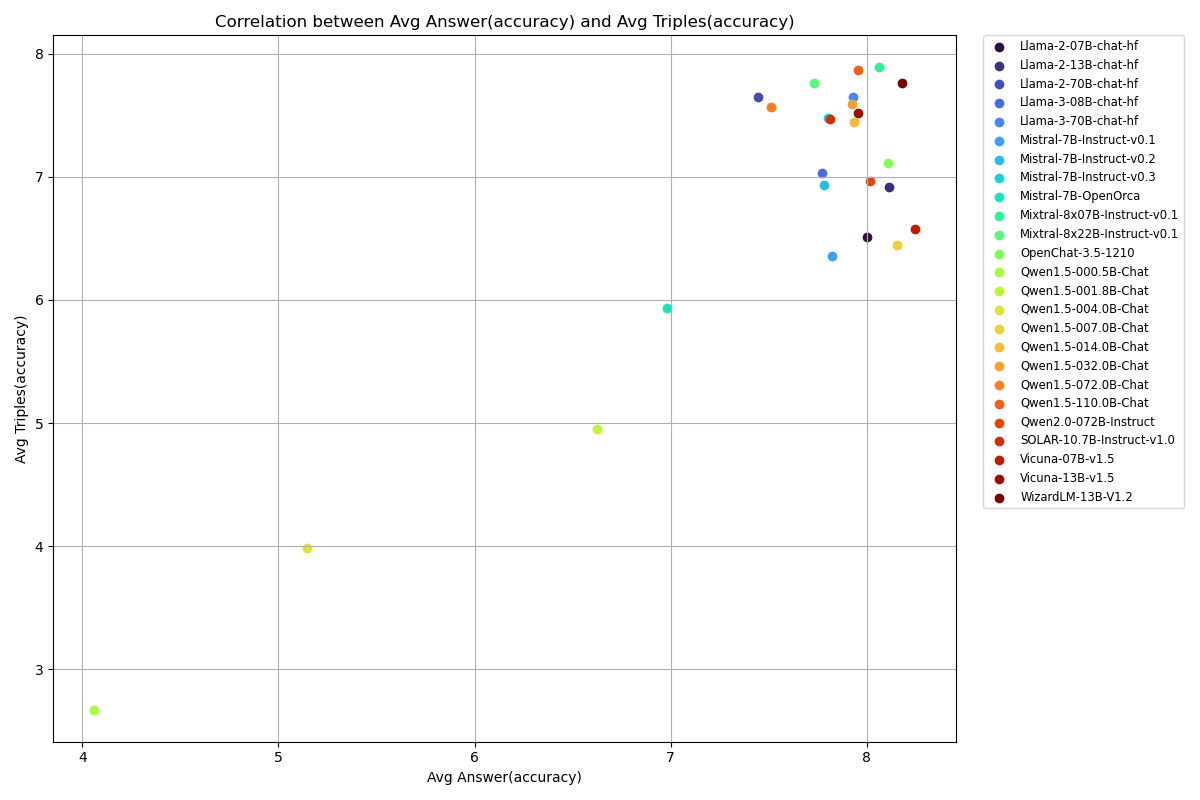 Correlation between Avg Answer(accuracy) and Avg Triples(accuracy)
8
7
6
5
4
3
Avg Triples(accuracy)
4 5 6 7 8
Avg Answer(accuracy)
Llama-2-07B-chat-hf
Llama-2-13B-chat-hf
Llama-2-70B-chat-hf
Llama-3-08B-chat-hf
Llama-3-70B-chat-hf
Mistral-7B-Instruct-v0.1
Mistral-7B-Instruct-v0.2
Mistral-7B-Instruct-v0.3
Mistral-7B-OpenOrca
Mixtral-8x07B-Instruct-v0.1
Mixtral-8x22B-Instruct-v0.1
OpenChat-3.5-1210
Qwen1.5-000.5B-Chat
Qwen1.5-001.8B-Chat
Qwen1.5-004.0B-Chat
Qwen1.5-007.0B-Chat
Qwen1.5-014.0B-Chat
Qwen1.5-032.0B-Chat
Qwen1.5-072.0B-Chat
Qwen1.5-110.0B-Chat
Qwen2.0-072B-Instruct
SOLAR-10.7B-Instruct-v1.0
Vicuna-07B-v1.5
Vicuna-13B-v1.5
WizardLM-13B-V1.2